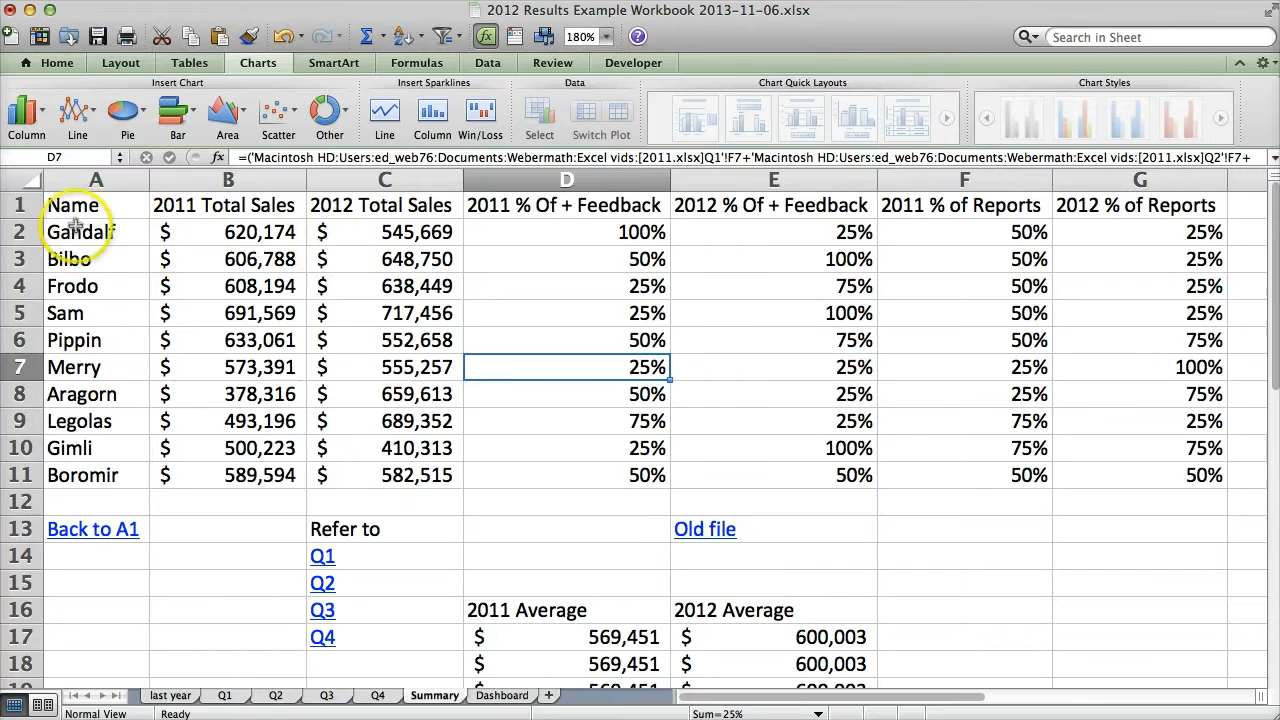 2012 Results Example Workbook 2013-11-06.xlsx
180% Search in Sheet
Home Layout Tables Charts SmartArt Formulas Data Review Developer
Insert Chart Insert Sparklines Data Chart Quick Layouts Chart Styles
Column Line Pie Bar Area Scatter Other Line Column Win/Loss Select Switch Plot
D7 fx =('Macintosh HD:Users:ed_web76:Documents:Webermath:Excel vids:[2011.xlsx]Q1'!F7+'Macintosh HD:Users:ed_web76:Documents:Webermath:Excel vids:[2011.xlsx]Q2'!F7+
A B C D E F G
1 Name 2011 Total Sales 2012 Total Sales 2011 % Of + Feedback 2012 % Of + Feedback 2011 % of Reports 2012 % of Reports
2 Gandalf $ 620,174 $ 545,669 100% 25% 50% 25%
3 Bilbo $ 606,788 $ 648,750 50% 100% 50% 25%
4 Frodo $ 608,194 $ 638,449 25% 75% 50% 25%
5 Sam $ 691,569 $ 717,456 25% 100% 50% 25%
6 Pippin $ 633,061 $ 552,658 50% 75% 50% 75%
7 Merry $ 573,391 $ 555,257 25% 25% 25% 100%
8 Aragorn $ 378,316 $ 659,613 50% 25% 25% 75%
9 Legolas $ 493,196 $ 689,352 75% 25% 75% 25%
10 Gimli $ 500,223 $ 410,313 25% 100% 75% 75%
11 Boromir $ 589,594 $ 582,515 50% 50% 50% 50%
12
13 Back to A1 Refer to Old file
14 Q1
15 Q2
16 Q3 2011 Average 2012 Average
17 Q4 $ 569,451 $ 600,003
18 $ 569,451 $ 600,003
last year Q1 Q2 Q3 Q4 Summary Dashboard +
Normal View Ready Sum=25%